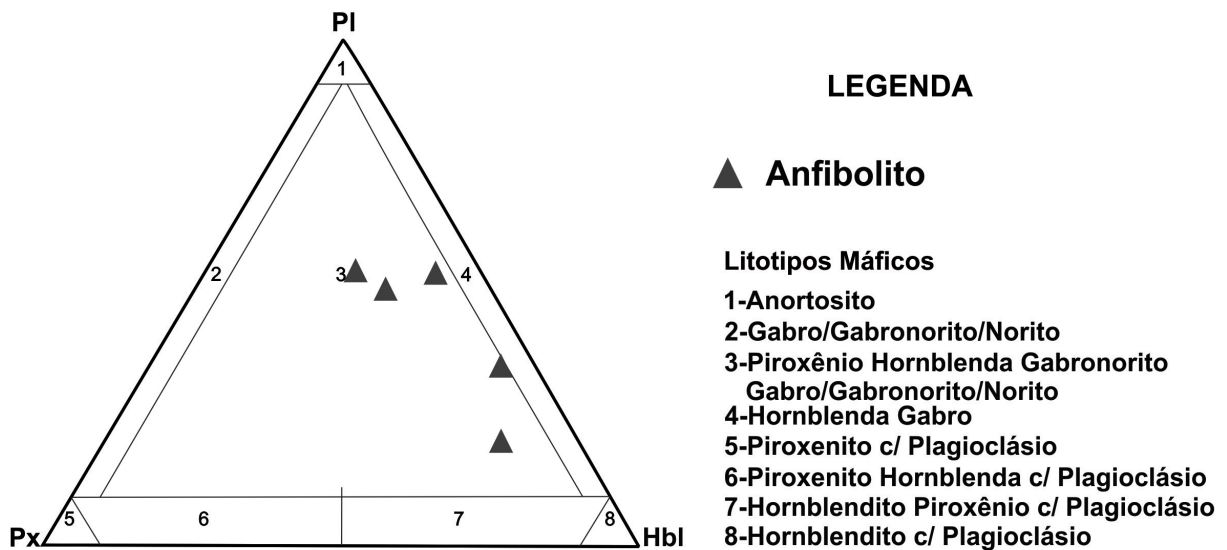 Pl
1
2
3
4
5
6
7
8
Px
Hbl
LEGENDA
Anfibolito
Litotipos Máficos
1-Anortosito
2-Gabro/Gabronorito/Norito
3-Piroxênio Hornblenda Gabronorito
Gabro/Gabronorito/Norito
4-Hornblenda Gabro
5-Piroxenito c/ Plagioclásio
6-Piroxenito Hornblenda c/ Plagioclásio
7-Hornblendito Piroxênio c/ Plagioclásio
8-Hornblendito c/ Plagioclásio